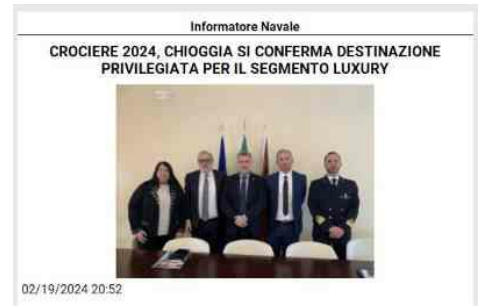 Informatore Navale
CROCIERE 2024, CHIOGGIA SI CONFERMA DESTINAZIONE
PRIVILEGIATA PER IL SEGMENTO LUXURY
02/19/2024 20:52